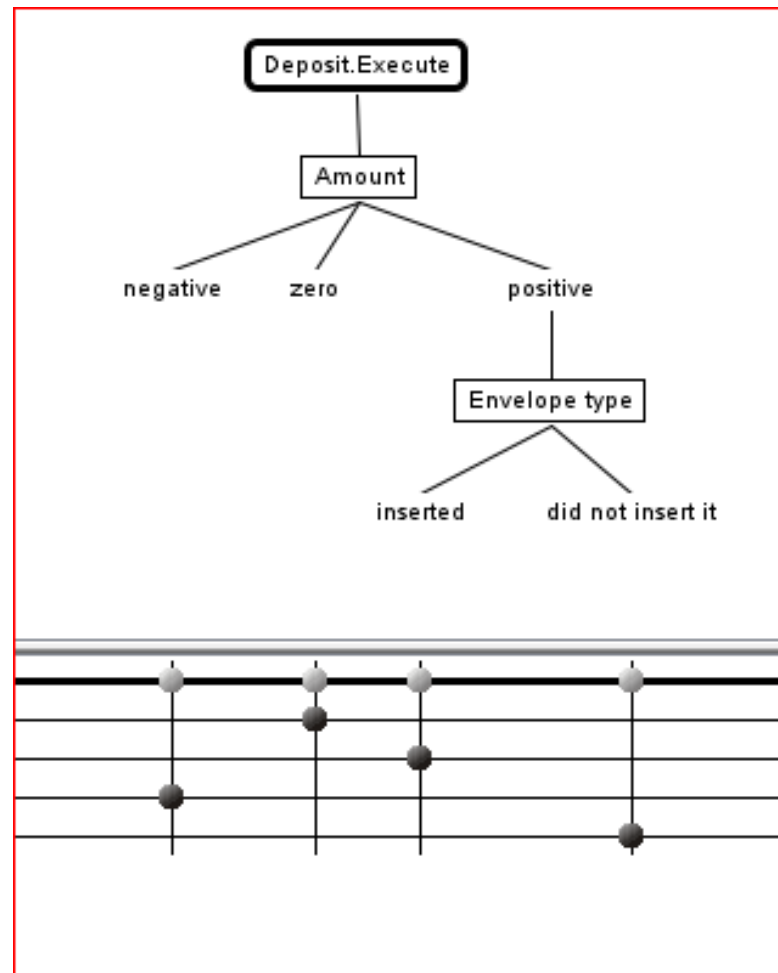 Deposit.Execute
Amount
negative zero positive
Envelope type
inserted did not insert it